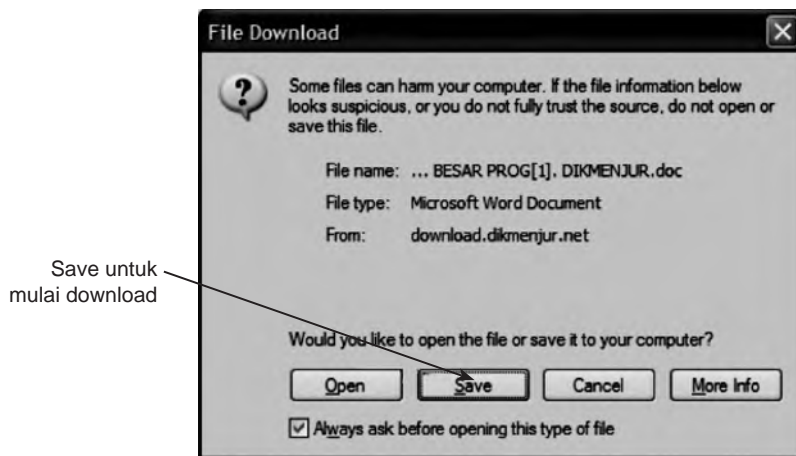 File Download
Some files can harm your computer. If the file information below
looks suspicious, or you do not fully trust the source, do not open or
save this file.
File name: ... BESAR PROG[1]. DIKMENJUR.doc
File type: Microsoft Word Document
From: download.dikmenjur.net
Save untuk
mulai download
Would you like to open the file or save it to your computer?
Open Save Cancel More Info
Always ask before opening this type of file